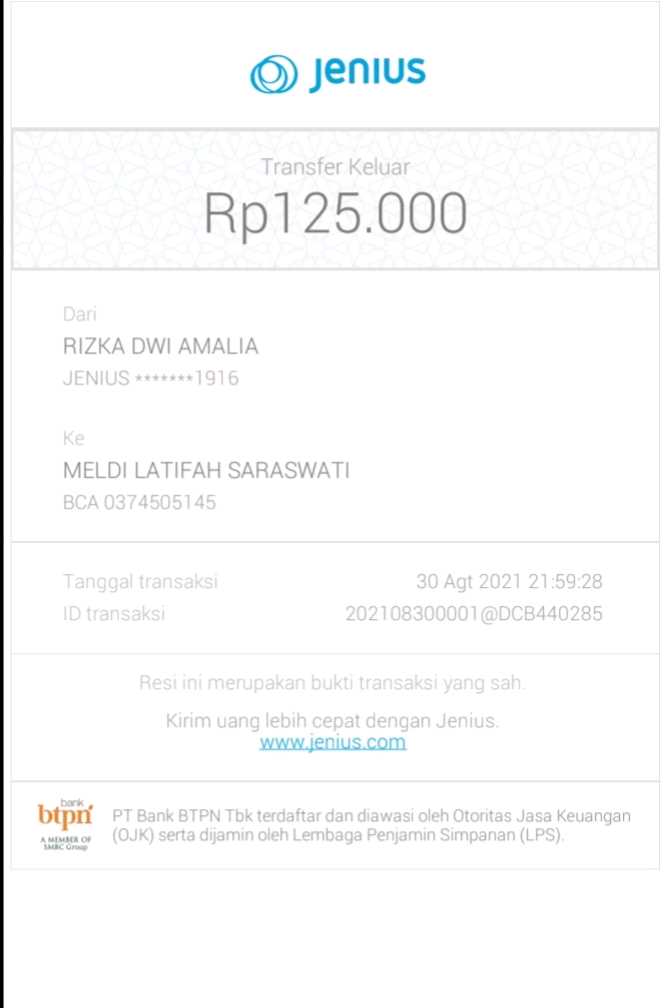 jenius
Transfer Keluar
Rp125.000
Dari
RIZKA DWI AMALIA
JENIUS *******1916
Ke
MELDI LATIFAH SARASWATI
BCA 0374505145
Tanggal transaksi 30 Agt 2021 21:59:28
ID transaksi 202108300001@DCB440285
Resi ini merupakan bukti transaksi yang sah.
Kirim uang lebih cepat dengan Jenius.
www.jenius.com
bank
btpn
A MEMBER OF
SMBC Group
PT Bank BTPN Tbk terdaftar dan diawasi oleh Otoritas Jasa Keuangan
(OJK) serta dijamin oleh Lembaga Penjamin Simpanan (LPS).